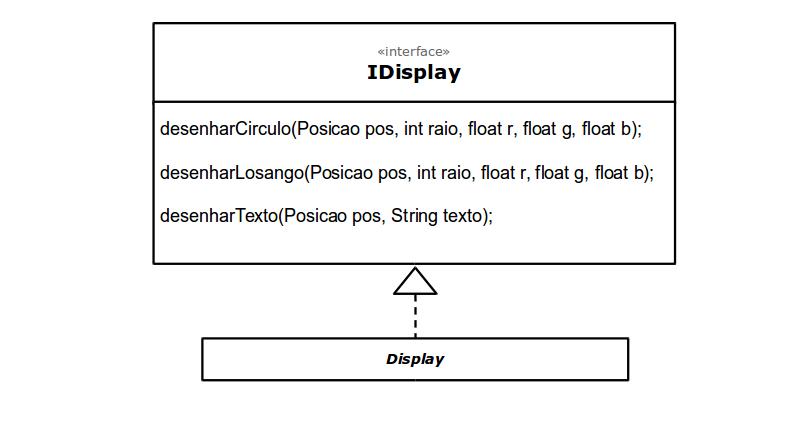 «interface»
IDisplay
desenharCirculo(Posicao pos, int raio, float r, float g, float b);
desenharLosango(Posicao pos, int raio, float r, float g, float b);
desenharTexto(Posicao pos, String texto);
Display